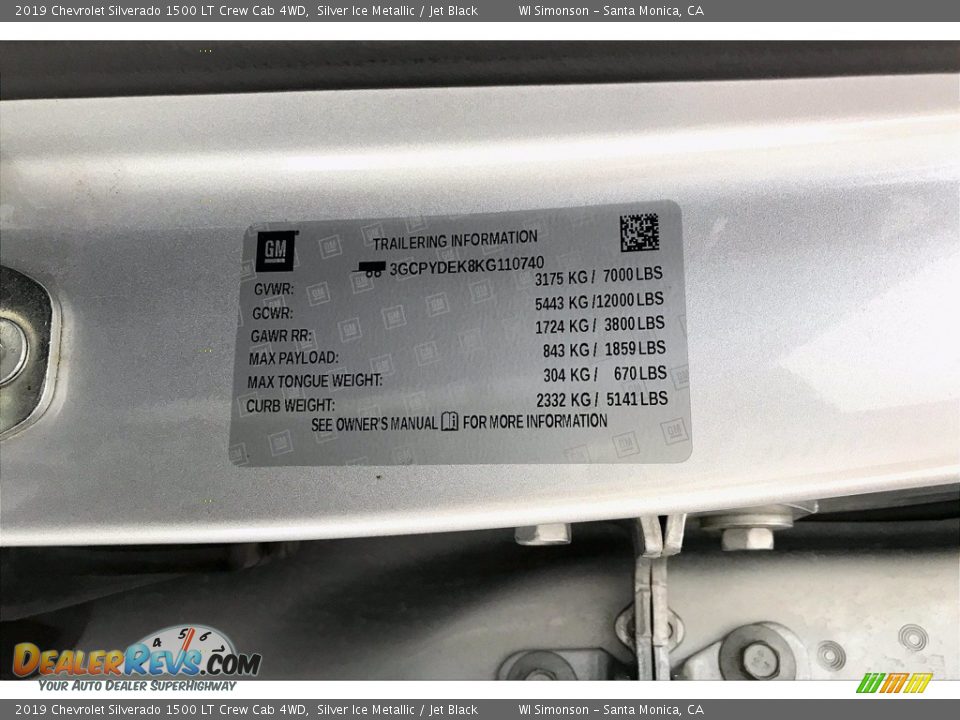 2019 Chevrolet Silverado 1500 LT Crew Cab 4WD, Silver Ice Metallic / Jet Black WI Simonson – Santa Monica, CA
GM
TRAILERING INFORMATION
3GCPYDEK8KG110740
GVWR: 3175 KG / 7000 LBS
GCWR: 5443 KG /12000 LBS
GAWR RR: 1724 KG / 3800 LBS
MAX PAYLOAD: 843 KG / 1859 LBS
MAX TONGUE WEIGHT: 304 KG / 670 LBS
CURB WEIGHT: 2332 KG / 5141 LBS
SEE OWNER'S MANUAL FOR MORE INFORMATION
4 5 6
DEALERREVS.COM
YOUR AUTO DEALER SUPERHIGHWAY
2019 Chevrolet Silverado 1500 LT Crew Cab 4WD, Silver Ice Metallic / Jet Black WI Simonson – Santa Monica, CA